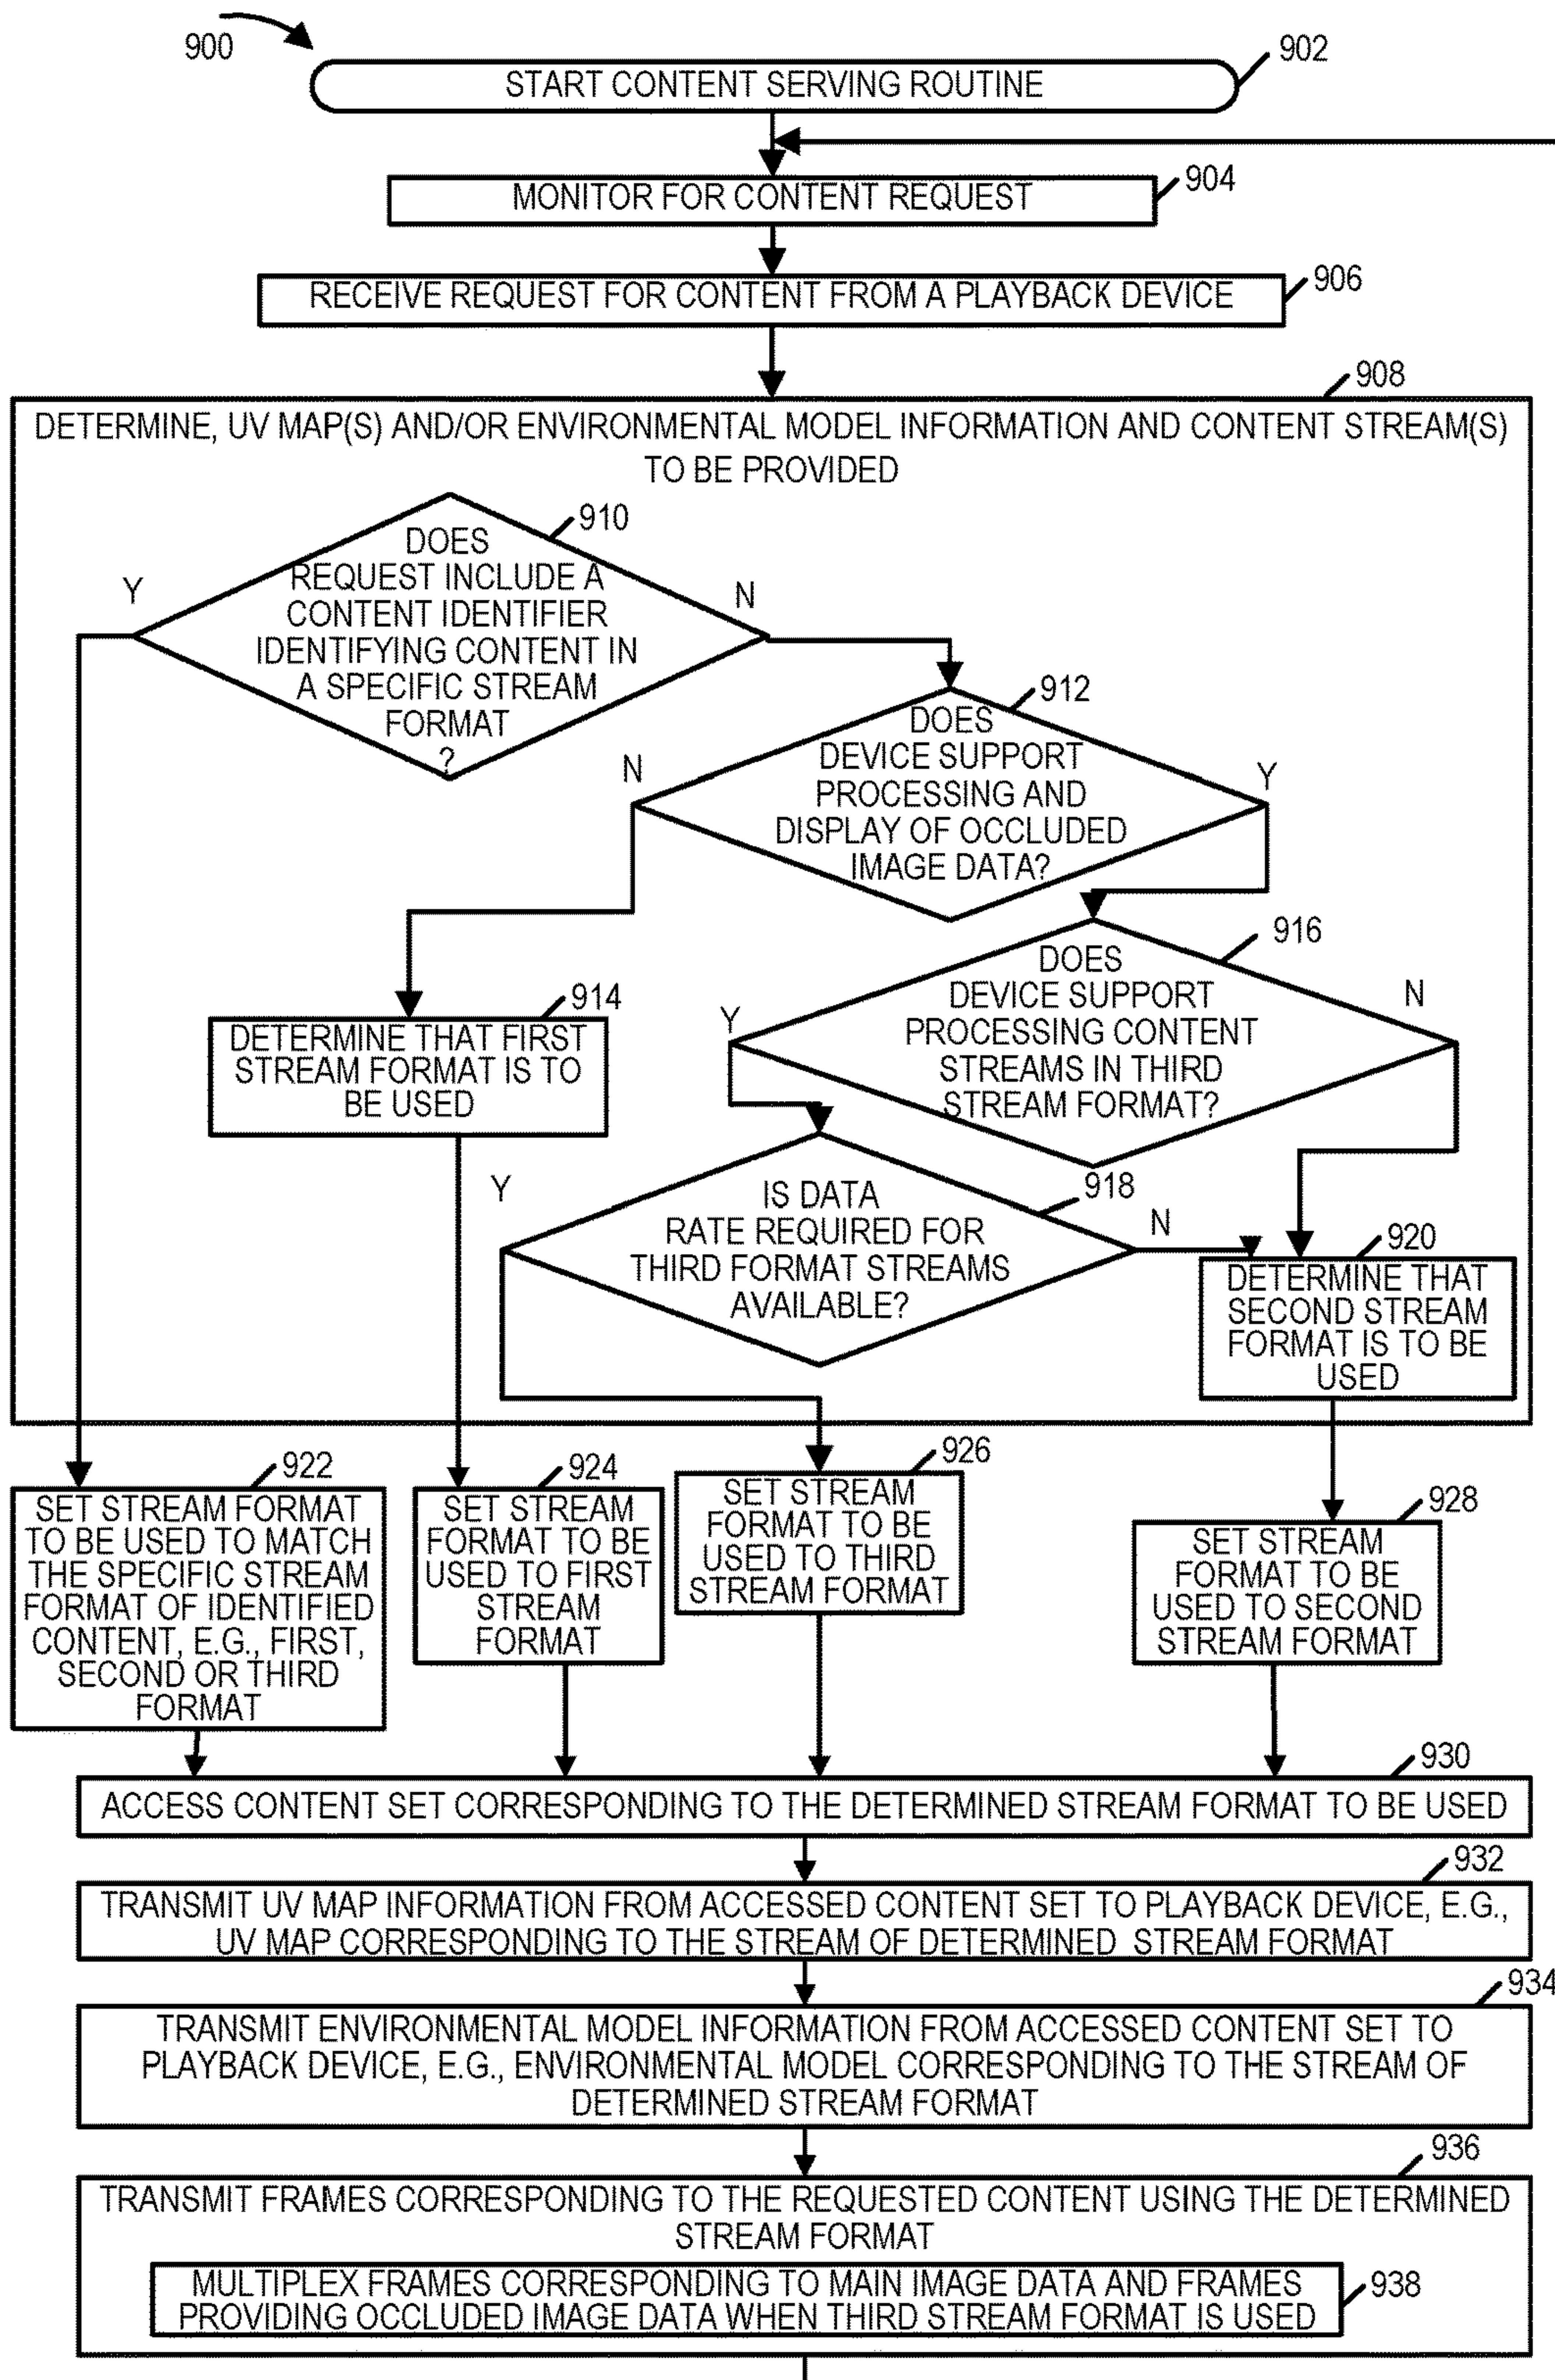 900
902
START CONTENT SERVING ROUTINE
904
MONITOR FOR CONTENT REQUEST
906
RECEIVE REQUEST FOR CONTENT FROM A PLAYBACK DEVICE
908
DETERMINE, UV MAP(S) AND/OR ENVIRONMENTAL MODEL INFORMATION AND CONTENT STREAM(S)
TO BE PROVIDED
910
DOES
REQUEST INCLUDE A
CONTENT IDENTIFIER
IDENTIFYING CONTENT IN
A SPECIFIC STREAM
FORMAT
?
Y
N
912
DOES
DEVICE SUPPORT
PROCESSING AND
DISPLAY OF OCCLUDED
IMAGE DATA?
N
Y
914
DETERMINE THAT FIRST
STREAM FORMAT IS TO
BE USED
916
DOES
DEVICE SUPPORT
PROCESSING CONTENT
STREAMS IN THIRD
STREAM FORMAT?
Y
N
918
IS DATA
RATE REQUIRED FOR
THIRD FORMAT STREAMS
AVAILABLE?
Y
N
920
DETERMINE THAT
SECOND STREAM
FORMAT IS TO BE
USED
922
SET STREAM FORMAT
TO BE USED TO MATCH
THE SPECIFIC STREAM
FORMAT OF IDENTIFIED
CONTENT, E.G., FIRST,
SECOND OR THIRD
FORMAT
924
SET STREAM
FORMAT TO BE
USED TO FIRST
STREAM
FORMAT
926
SET STREAM
FORMAT TO BE
USED TO THIRD
STREAM FORMAT
928
SET STREAM
FORMAT TO BE
USED TO SECOND
STREAM FORMAT
930
ACCESS CONTENT SET CORRESPONDING TO THE DETERMINED STREAM FORMAT TO BE USED
932
TRANSMIT UV MAP INFORMATION FROM ACCESSED CONTENT SET TO PLAYBACK DEVICE, E.G.,
UV MAP CORRESPONDING TO THE STREAM OF DETERMINED STREAM FORMAT
934
TRANSMIT ENVIRONMENTAL MODEL INFORMATION FROM ACCESSED CONTENT SET TO
PLAYBACK DEVICE, E.G., ENVIRONMENTAL MODEL CORRESPONDING TO THE STREAM OF
DETERMINED STREAM FORMAT
936
TRANSMIT FRAMES CORRESPONDING TO THE REQUESTED CONTENT USING THE DETERMINED
STREAM FORMAT
938
MULTIPLEX FRAMES CORRESPONDING TO MAIN IMAGE DATA AND FRAMES
PROVIDING OCCLUDED IMAGE DATA WHEN THIRD STREAM FORMAT IS USED